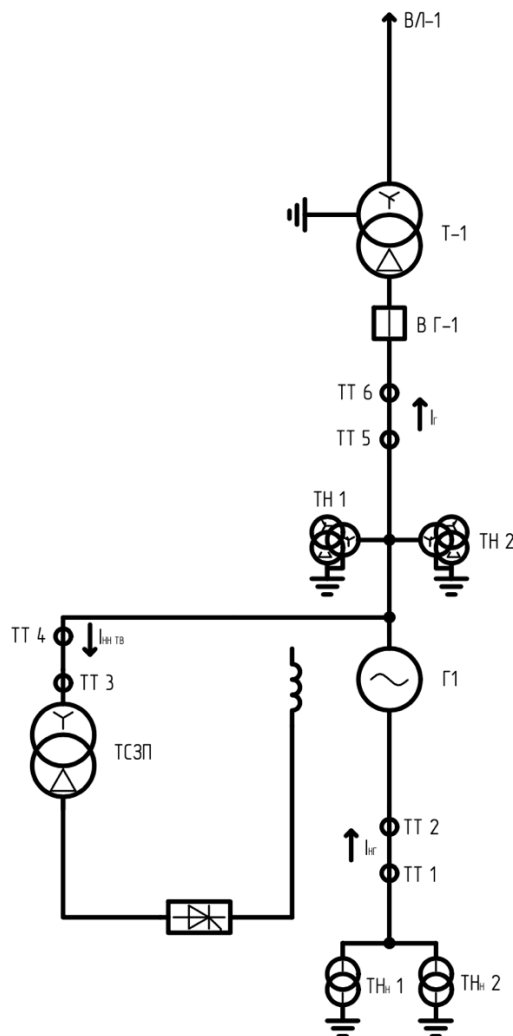 ВЛ-1
Т-1
В Г-1
ТТ 6
Iг
ТТ 5
ТН 1
ТН 2
ТТ 4
Iнн тв
ТТ 3
Г1
ТСЗП
ТТ 2
Iнг
ТТ 1
ТНн 1
ТНн 2